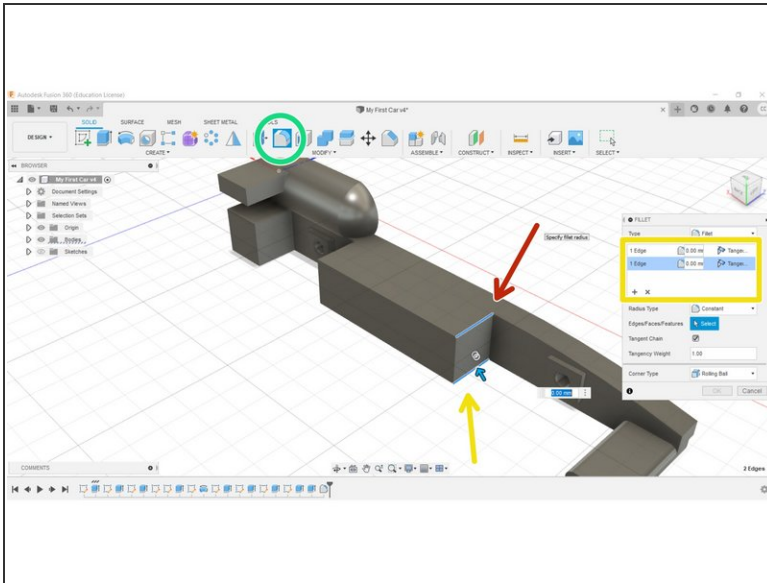 Autodesk Fusion 360 (Education License)
My First Car v4*
SOLID SURFACE MESH SHEET METAL
DESIGN
CREATE MODIFY ASSEMBLE CONSTRUCT INSPECT INSERT SELECT
BROWSER
My First Car v4
Document Settings
Named Views
Selection Sets
Origin
Bodies
Sketches
Specify fillet radius
FILLET
Type Fillet
1 Edge 0.00 m Tange...
1 Edge 0.00 m Tange...
Radius Type Constant
Edges/Faces/Features Select
Tangent Chain
Tangency Weight 1.00
Corner Type Rolling Ball
OK Cancel
0.00 mm
COMMENTS
2 Edges